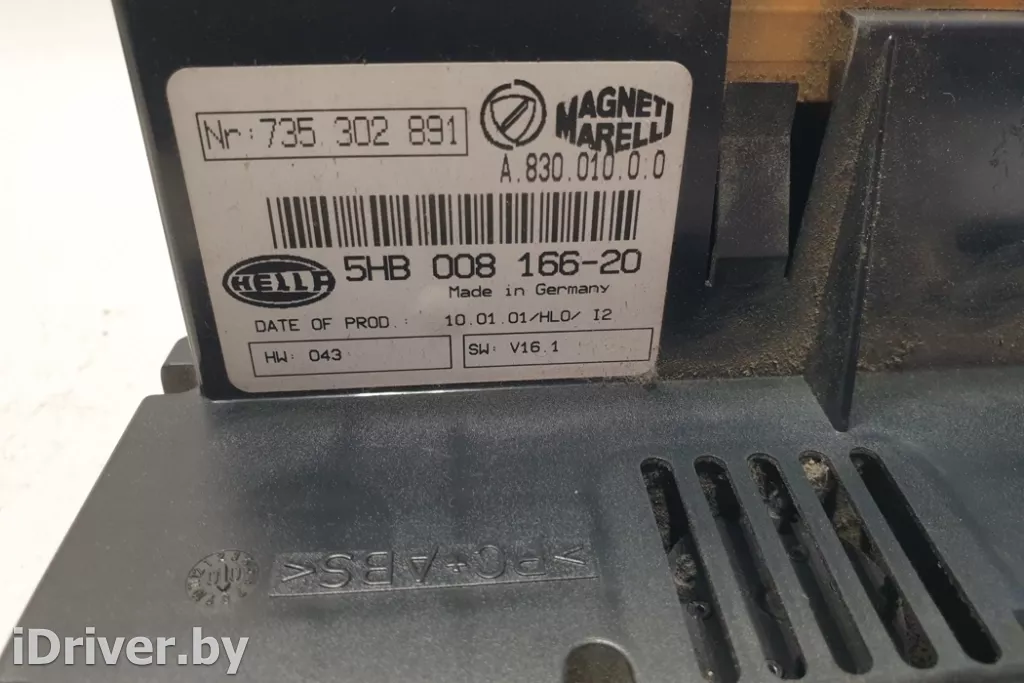 Nr:735 302 891
MAGNETI
MARELLI
A.830.010.0.0
HELLA
5HB 008 166-20
Made in Germany
DATE OF PROD.: 10.01.01/HLO/ I2
HW: 043
SW: V16.1
>PC+ABS<
iDriver.by